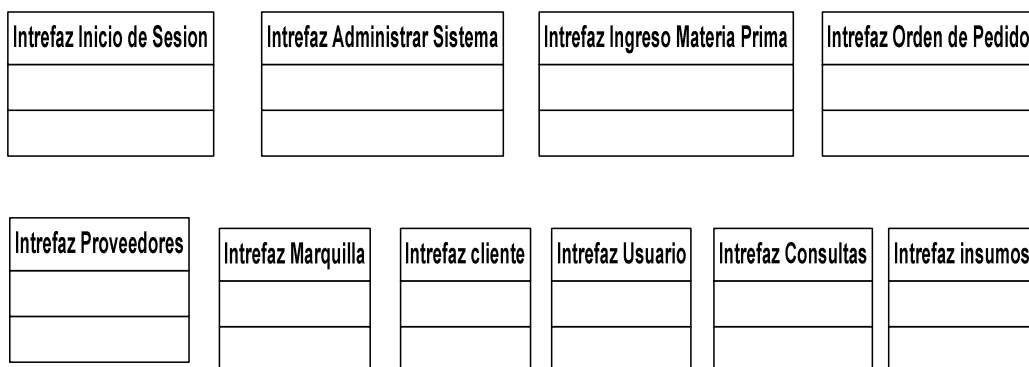 Intrefaz Inicio de Sesion
Intrefaz Administrar Sistema
Intrefaz Ingreso Materia Prima
Intrefaz Orden de Pedido
Intrefaz Proveedores
Intrefaz Marquilla
Intrefaz cliente
Intrefaz Usuario
Intrefaz Consultas
Intrefaz insumos